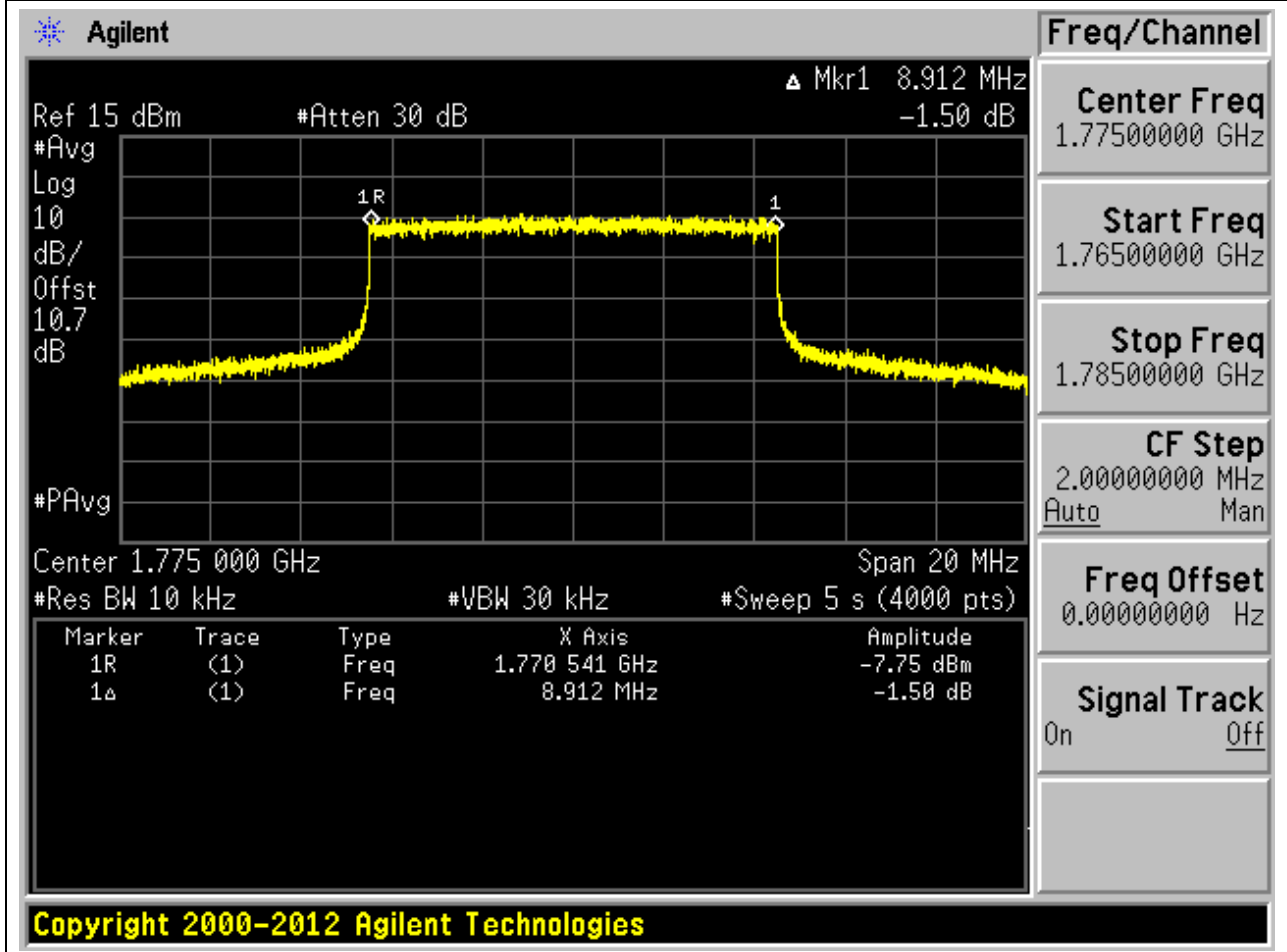 Agilent
Freq/Channel
Δ Mkr1 8.912 MHz
Ref 15 dBm #Atten 30 dB -1.50 dB
#Avg
Log
10
dB/
Offst
10.7
dB
#PAvg
1R
1
Center 1.775 000 GHz Span 20 MHz
#Res BW 10 kHz #VBW 30 kHz #Sweep 5 s (4000 pts)
Marker Trace Type X Axis Amplitude
1R (1) Freq 1.770 541 GHz -7.75 dBm
1Δ (1) Freq 8.912 MHz -1.50 dB
Center Freq
1.77500000 GHz
Start Freq
1.76500000 GHz
Stop Freq
1.78500000 GHz
CF Step
2.00000000 MHz
Auto Man
Freq Offset
0.00000000 Hz
Signal Track
On Off
Copyright 2000-2012 Agilent Technologies